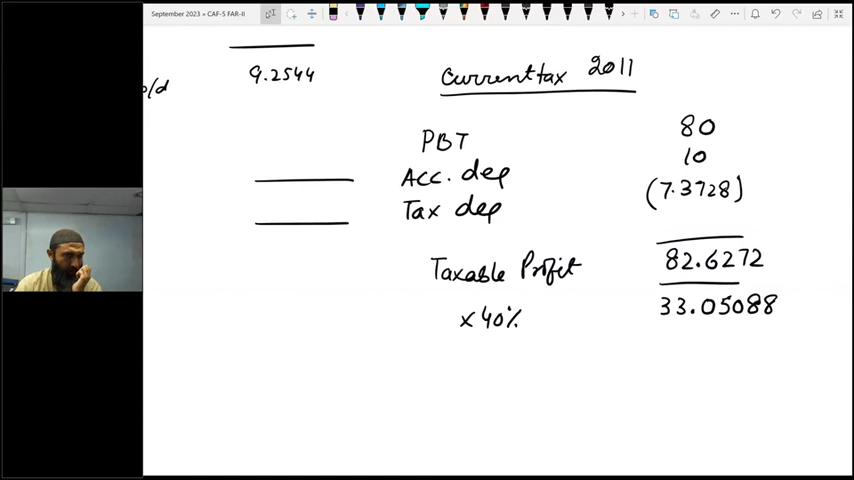 September 2023 » CAF-5 FAR-II
o/d 9.2544
Current tax 2011
PBT 80
Acc. dep 10
Tax dep (7.3728)
Taxable Profit 82.6272
x 40% 33.05088